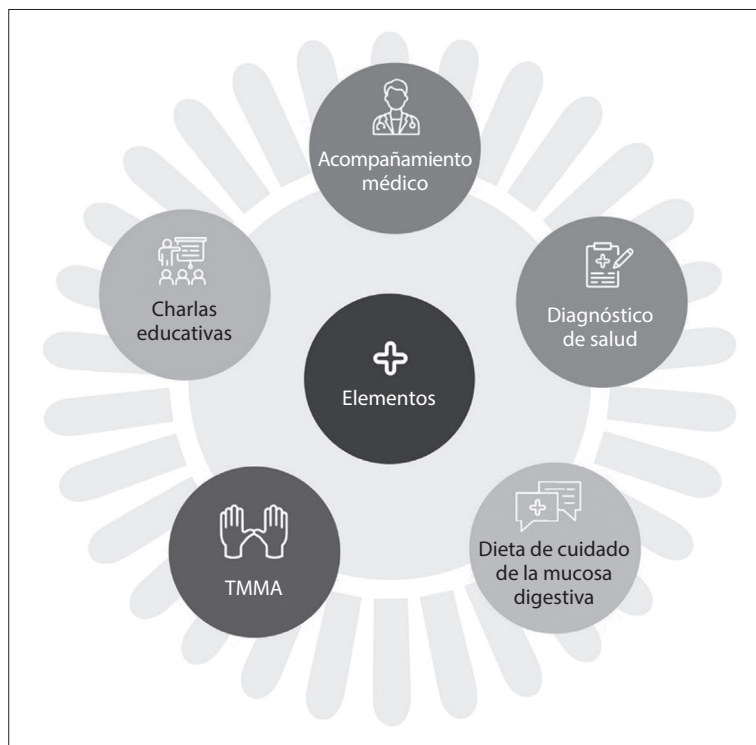 Acompañamiento
médico
Diagnóstico
de salud
Dieta de cuidado
de la mucosa
digestiva
TMMA
Charlas
educativas
Elementos